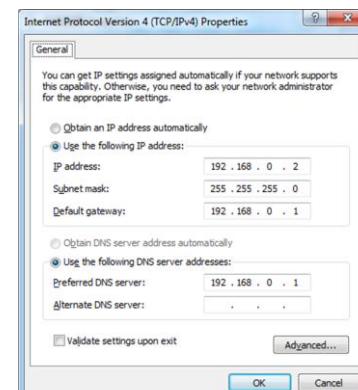 Internet Protocol Version 4 (TCP/IPv4) Properties
General
You can get IP settings assigned automatically if your network supports
this capability. Otherwise, you need to ask your network administrator
for the appropriate IP settings.
Obtain an IP address automatically
Use the following IP address:
IP address: 192 . 168 . 0 . 2
Subnet mask: 255 . 255 . 255 . 0
Default gateway: 192 . 168 . 0 . 1
Obtain DNS server address automatically
Use the following DNS server addresses:
Preferred DNS server: 192 . 168 . 0 . 1
Alternate DNS server: . . .
Validate settings upon exit
Advanced...
OK Cancel